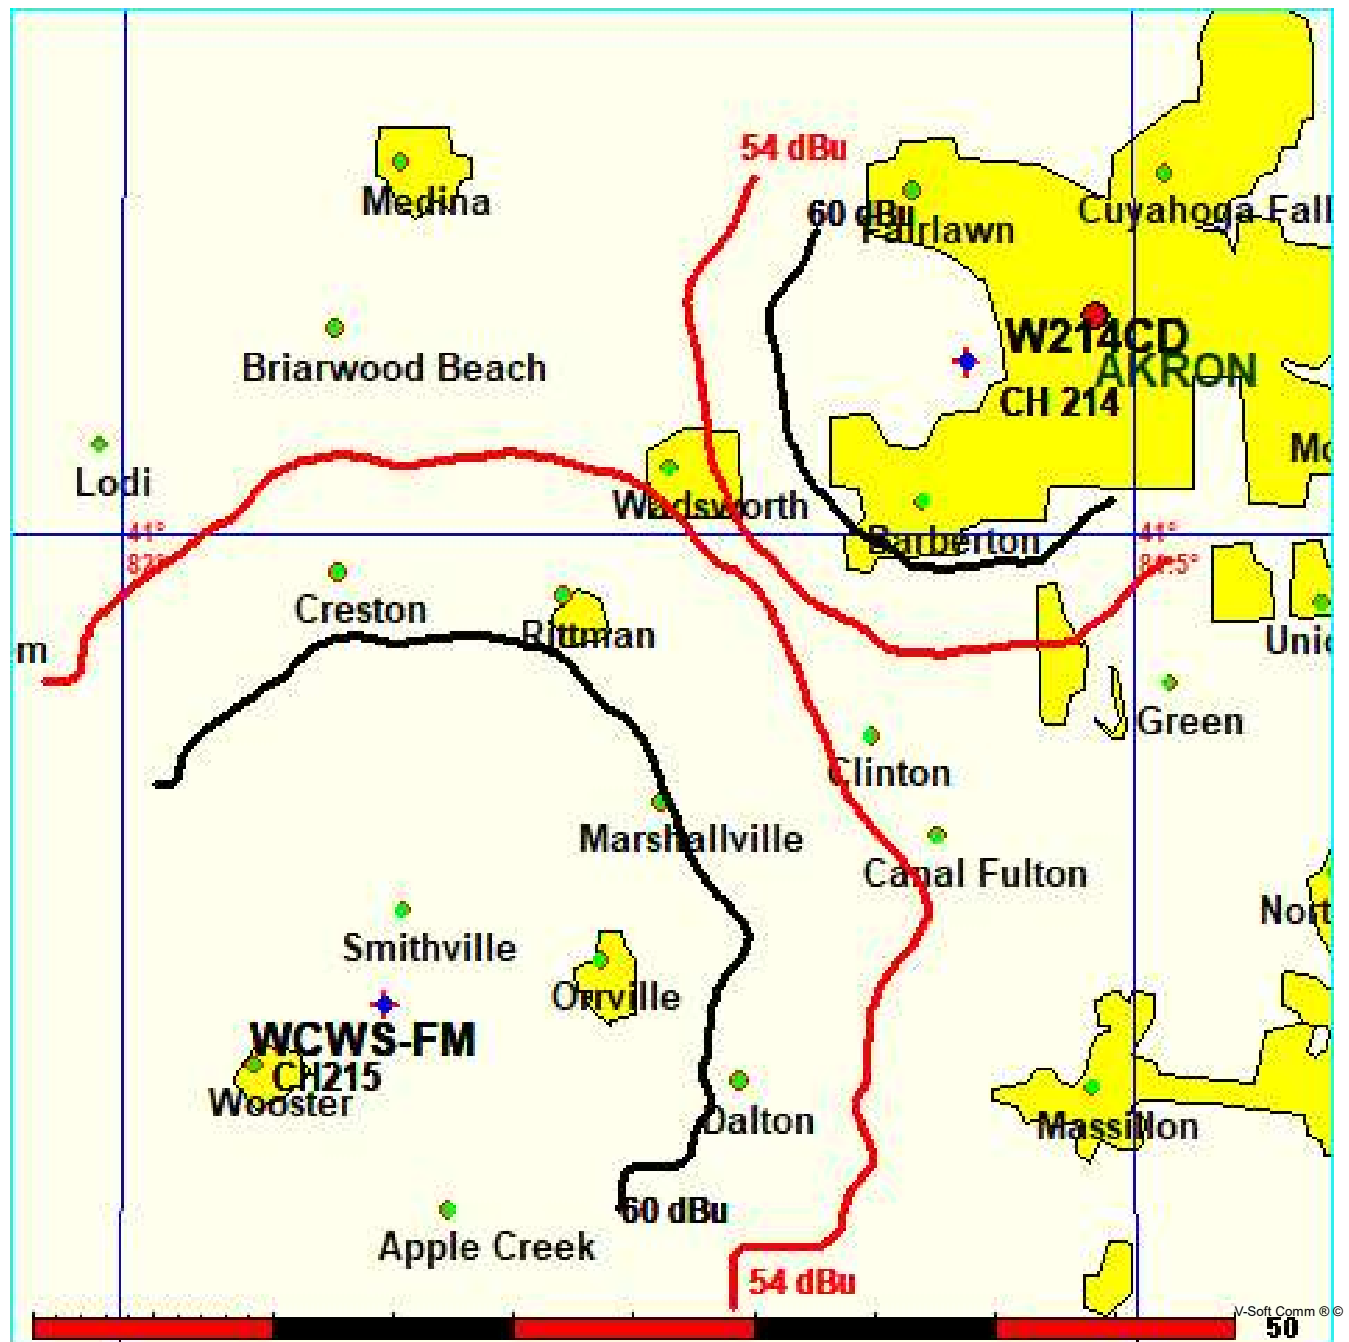 54 dBu
Medina
60 dBu
Fairlawn
Cuyahoga Fall
W214CD
Briarwood Beach
AKRON
CH 214
Lodi
Wadsworth
Mo
41°
41°
Barberton
Creston
Rittman
Unio
m
Green
Clinton
Marshallville
Canal Fulton
Nort
Smithville
Orrville
WCWS-FM
CH215
Wooster
Dalton
Massillon
60 dBu
Apple Creek
54 dBu
V-Soft Comm ® ©
50